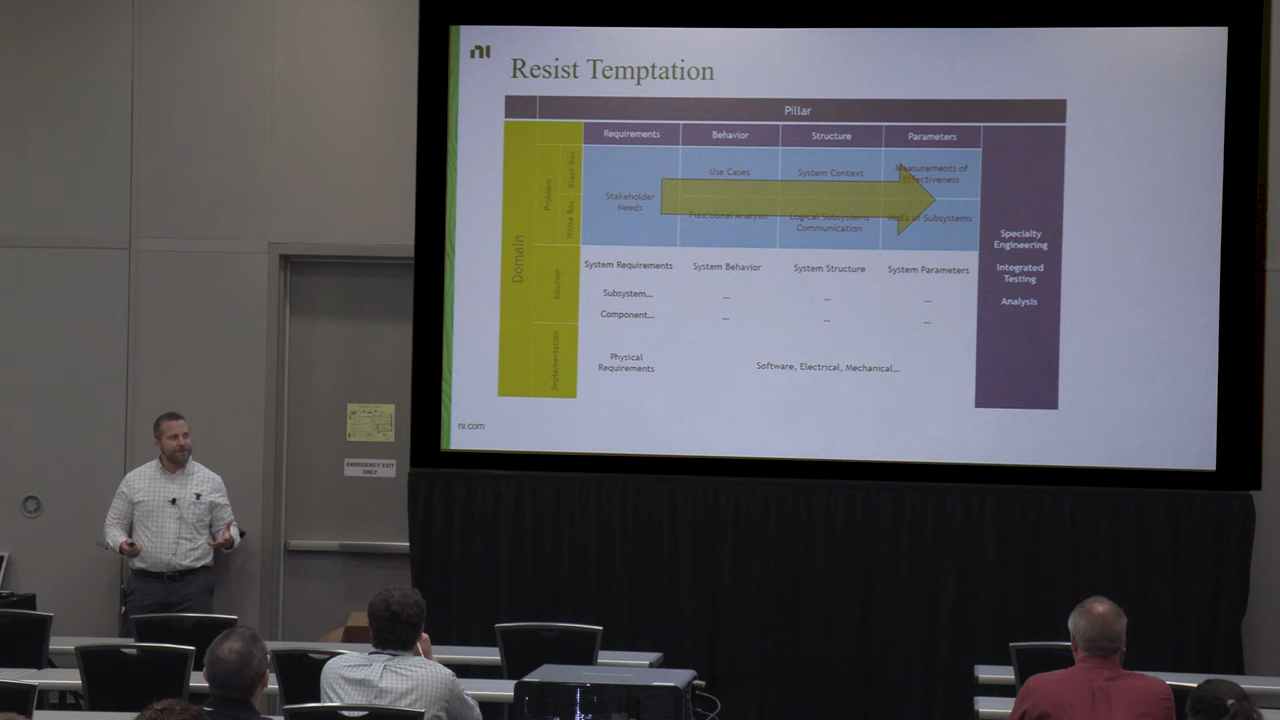 ni
Resist Temptation
Pillar
Requirements Behavior Structure Parameters
Domain
Problem
Black Box
White Box
Solution
Implementation
Stakeholder
Needs
Use Cases
System Context
Measurements of
Effectiveness
Functional Analysis
Logical Subsystems
Communication
MoEs of Subsystems
System Requirements System Behavior System Structure System Parameters
Subsystem... ... ... ...
Component... ... ... ...
Physical
Requirements
Software, Electrical, Mechanical...
Specialty
Engineering
Integrated
Testing
Analysis
ni.com
EMERGENCY EXIT
ONLY